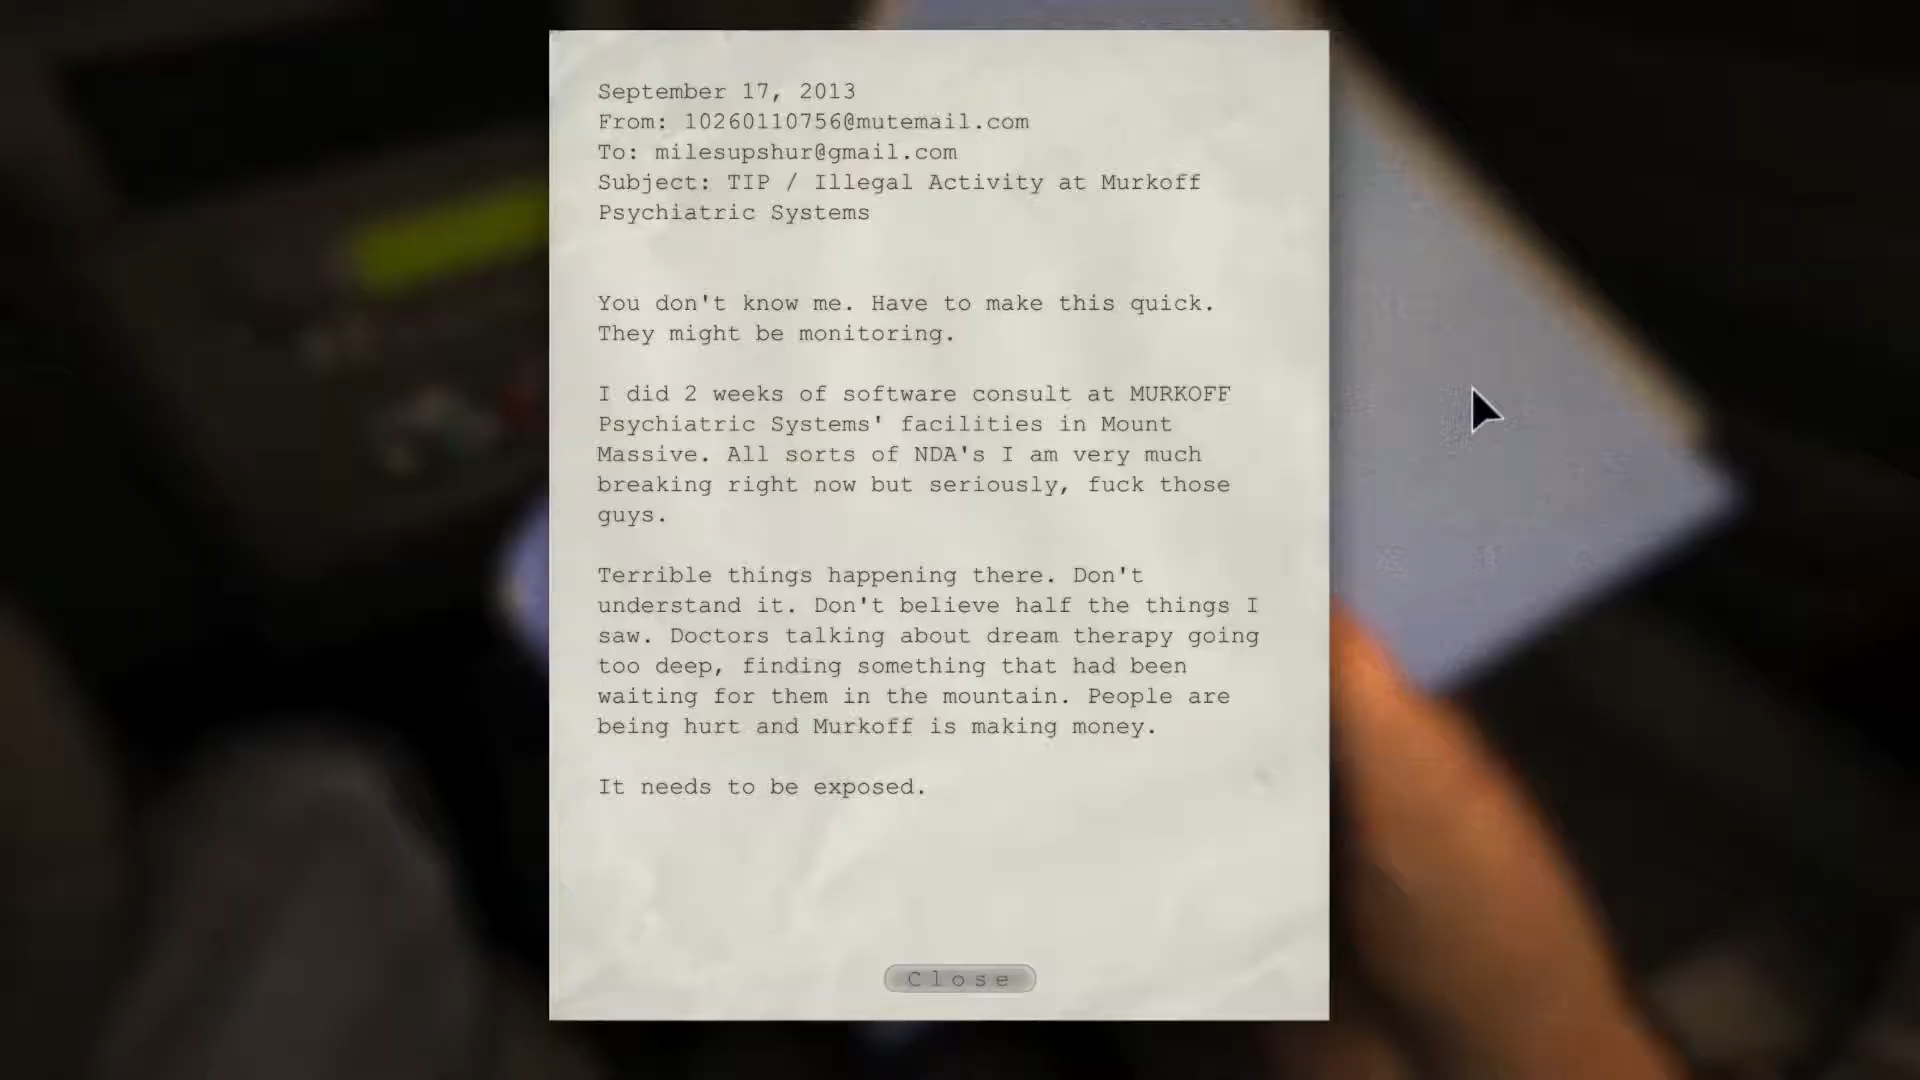 September 17, 2013
From: 10260110756@mutemail.com
To: milesupshur@gmail.com
Subject: TIP / Illegal Activity at Murkoff
Psychiatric Systems
You don't know me. Have to make this quick.
They might be monitoring.
I did 2 weeks of software consult at MURKOFF
Psychiatric Systems' facilities in Mount
Massive. All sorts of NDA's I am very much
breaking right now but seriously, fuck those
guys.
Terrible things happening there. Don't
understand it. Don't believe half the things I
saw. Doctors talking about dream therapy going
too deep, finding something that had been
waiting for them in the mountain. People are
being hurt and Murkoff is making money.
It needs to be exposed.
Close